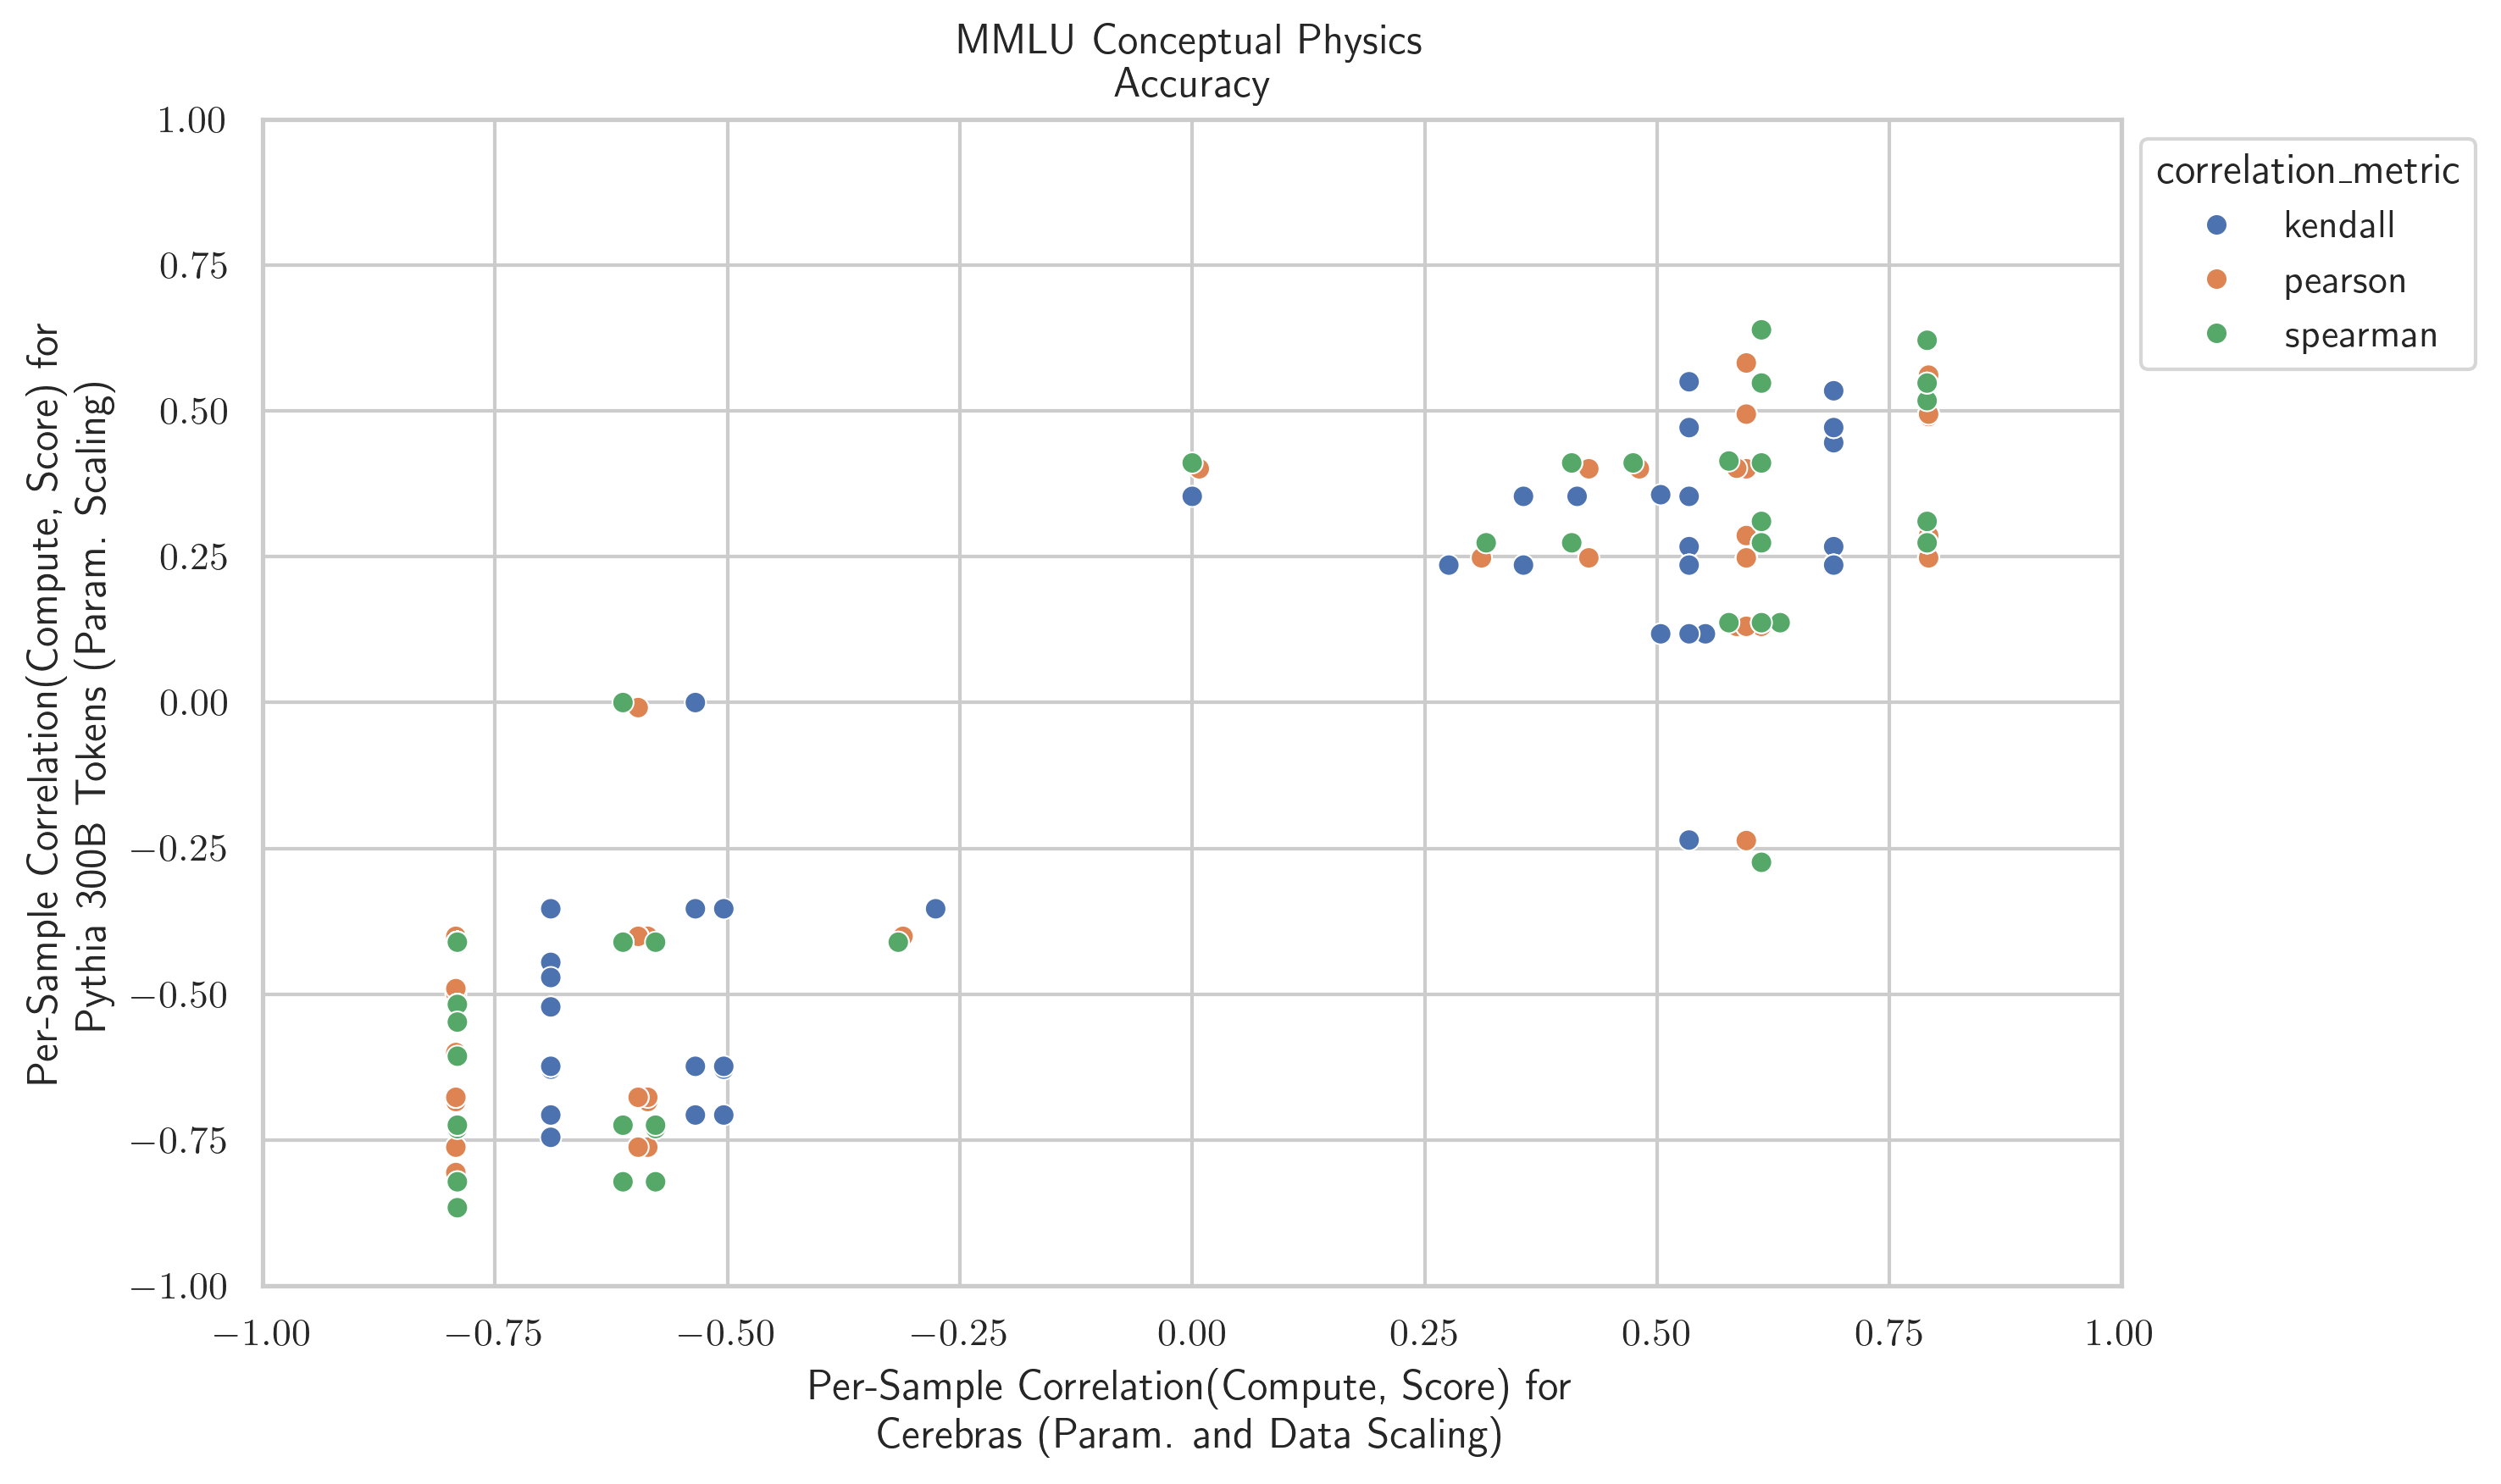 MMLU Conceptual Physics
Accuracy
Per-Sample Correlation(Compute, Score) for
Pythia 300B Tokens (Param. Scaling)
1.00
0.75
0.50
0.25
0.00
−0.25
−0.50
−0.75
−1.00
correlation_metric
kendall
pearson
spearman
−1.00 −0.75 −0.50 −0.25 0.00 0.25 0.50 0.75 1.00
Per-Sample Correlation(Compute, Score) for
Cerebras (Param. and Data Scaling)